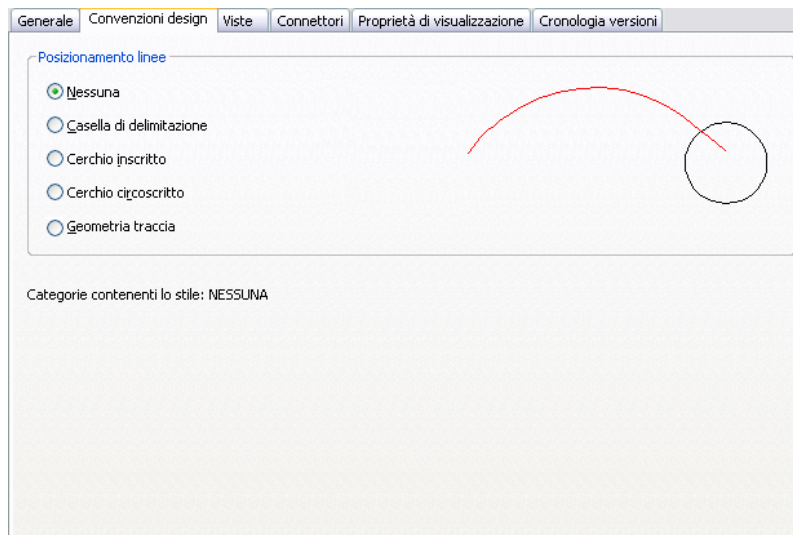 Generale Convenzioni design Viste Connettori Proprietà di visualizzazione Cronologia versioni
Posizionamento linee
Nessuna
Casella di delimitazione
Cerchio inscritto
Cerchio circoscritto
Geometria traccia
Categorie contenenti lo stile: NESSUNA